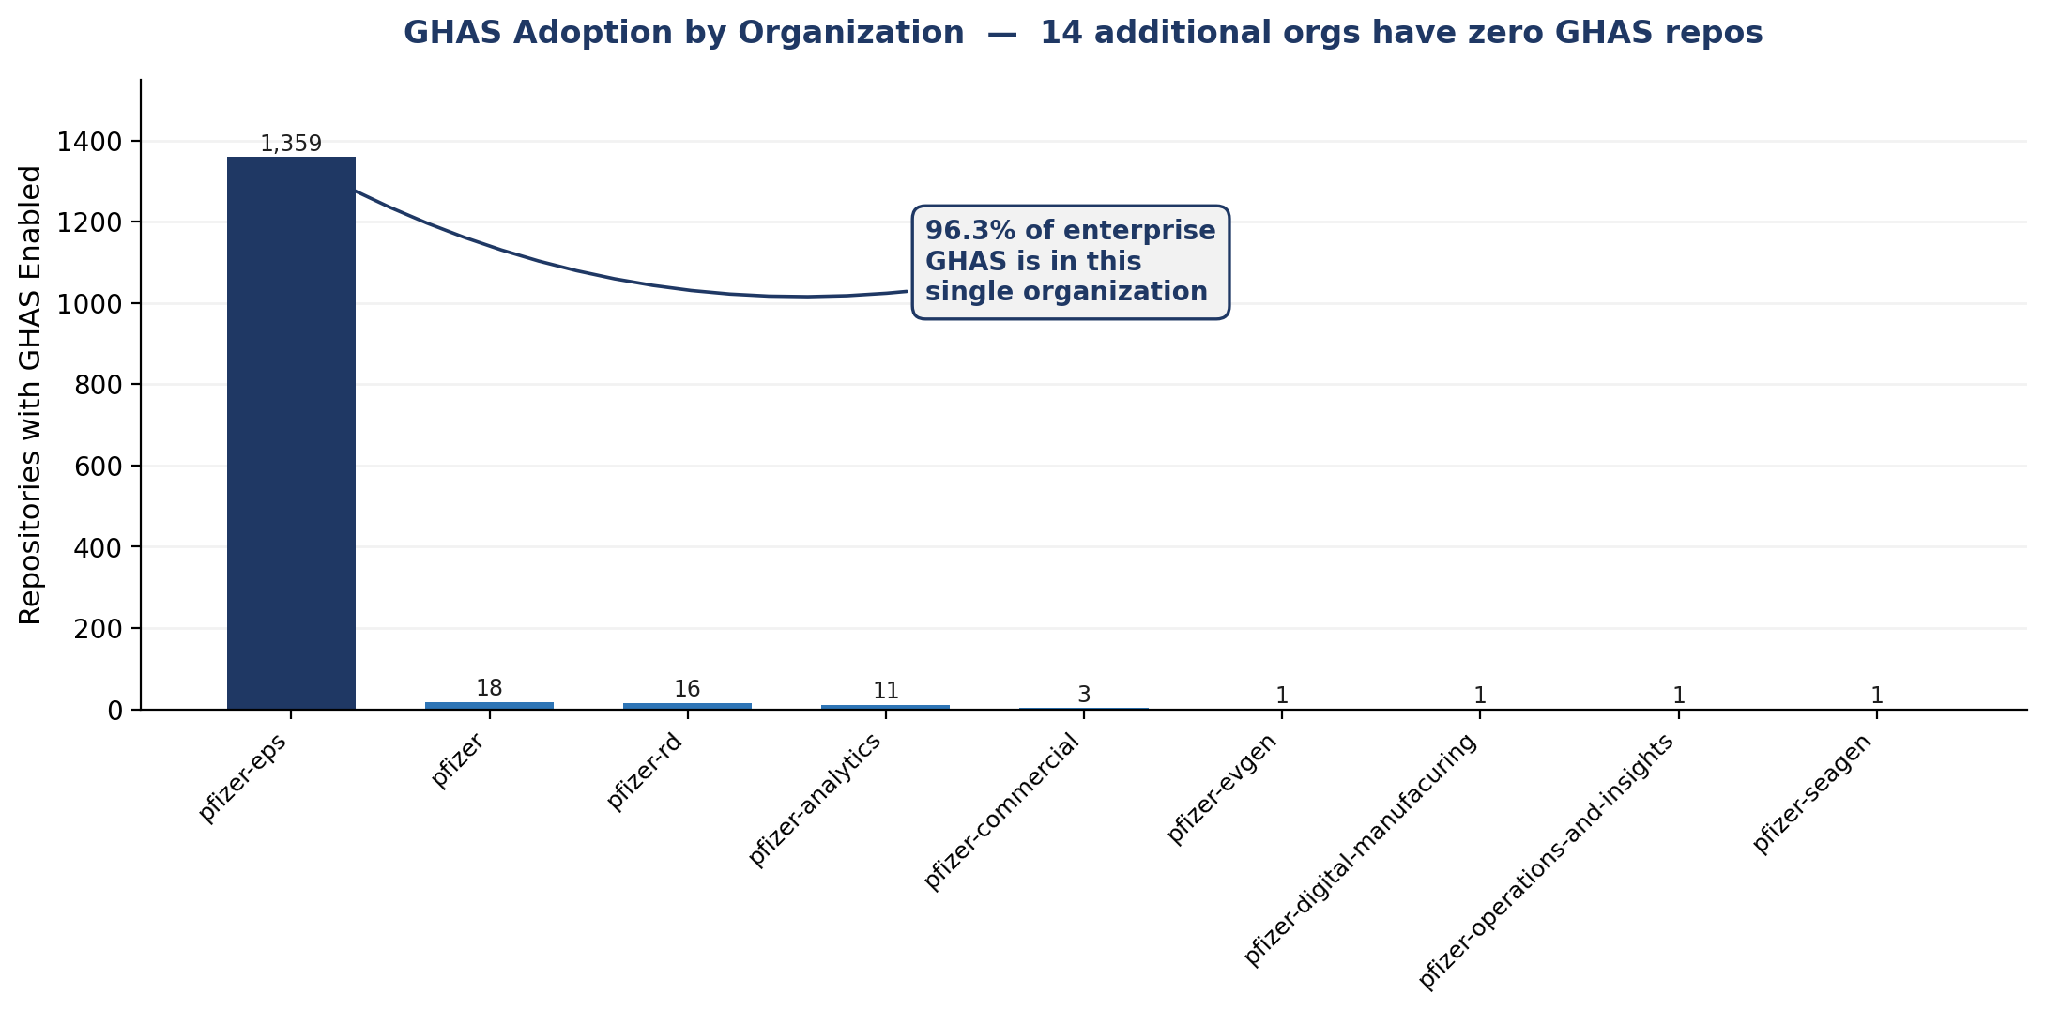 GHAS Adoption by Organization — 14 additional orgs have zero GHAS repos
Repositories with GHAS Enabled
1400
1200
1000
800
600
400
200
0
1,359
18
16
11
3
1
1
1
1
96.3% of enterprise
GHAS is in this
single organization
pfizer-eps
pfizer
pfizer-rd
pfizer-analytics
pfizer-commercial
pfizer-evgen
pfizer-digital-manufacuring
pfizer-operations-and-insights
pfizer-seagen